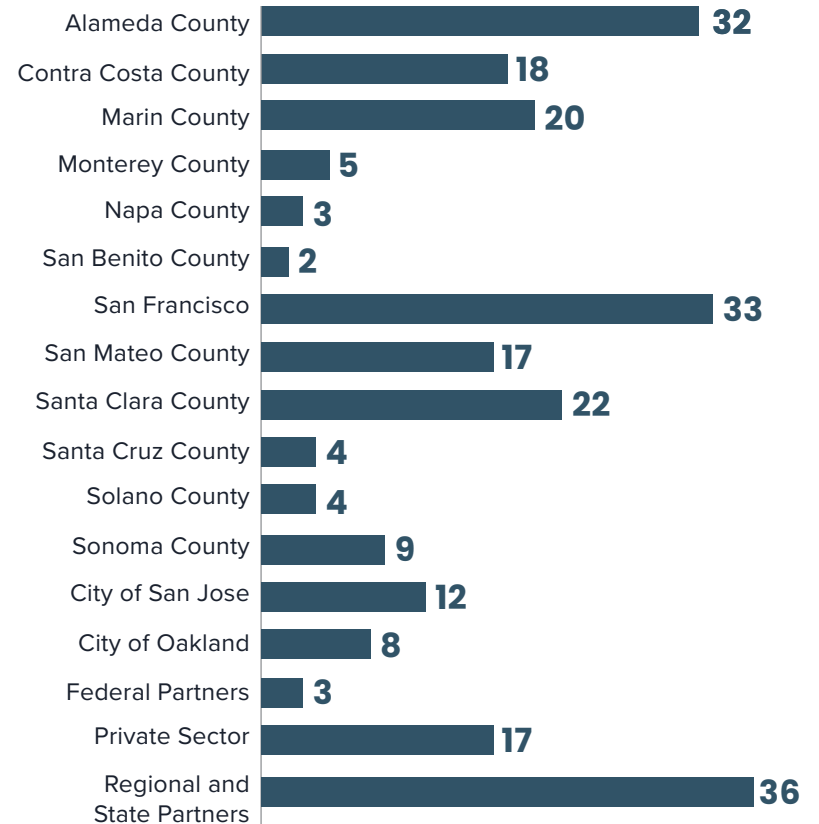 Alameda County 32
Contra Costa County 18
Marin County 20
Monterey County 5
Napa County 3
San Benito County 2
San Francisco 33
San Mateo County 17
Santa Clara County 22
Santa Cruz County 4
Solano County 4
Sonoma County 9
City of San Jose 12
City of Oakland 8
Federal Partners 3
Private Sector 17
Regional and 36
State Partners